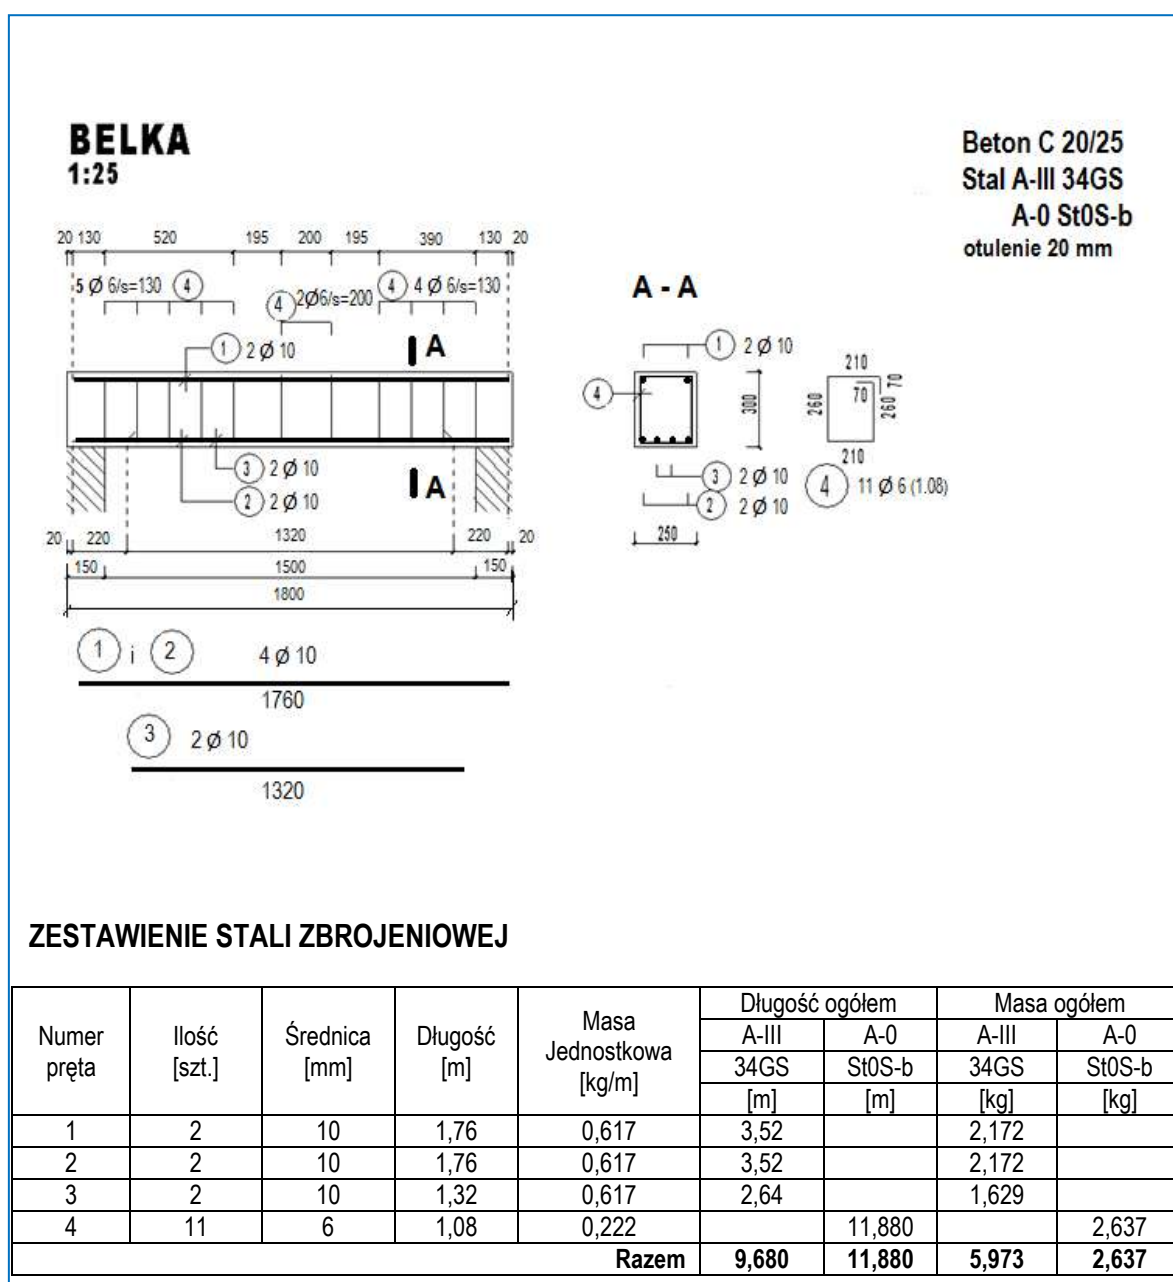 BELKA
1:25
Beton C 20/25
Stal A-III 34GS
A-0 St0S-b
otulenie 20 mm
20 130 520 195 200 195 390 130 20
5 Ø 6/s=130 4
4 2Ø6/s=200
4 4 Ø 6/s=130
1 2 Ø 10
A
3 2 Ø 10
2 2 Ø 10
A
20 220 1320 220 20
150 1500 150
1800
A - A
1 2 Ø 10
4
300
3 2 Ø 10
2 2 Ø 10
250
210
70
70
260
260
210
4 11 Ø 6 (1.08)
1 i 2 4 Ø 10
1760
3 2 Ø 10
1320
ZESTAWIENIE STALI ZBROJENIOWEJ
Numer pręta Ilość [szt.] Średnica [mm] Długość [m] Masa Jednostkowa [kg/m] Długość ogółem Masa ogółem
A-III A-0 A-III A-0
34GS St0S-b 34GS St0S-b
[m] [m] [kg] [kg]
1 2 10 1,76 0,617 3,52 2,172
2 2 10 1,76 0,617 3,52 2,172
3 2 10 1,32 0,617 2,64 1,629
4 11 6 1,08 0,222 11,880 2,637
Razem 9,680 11,880 5,973 2,637